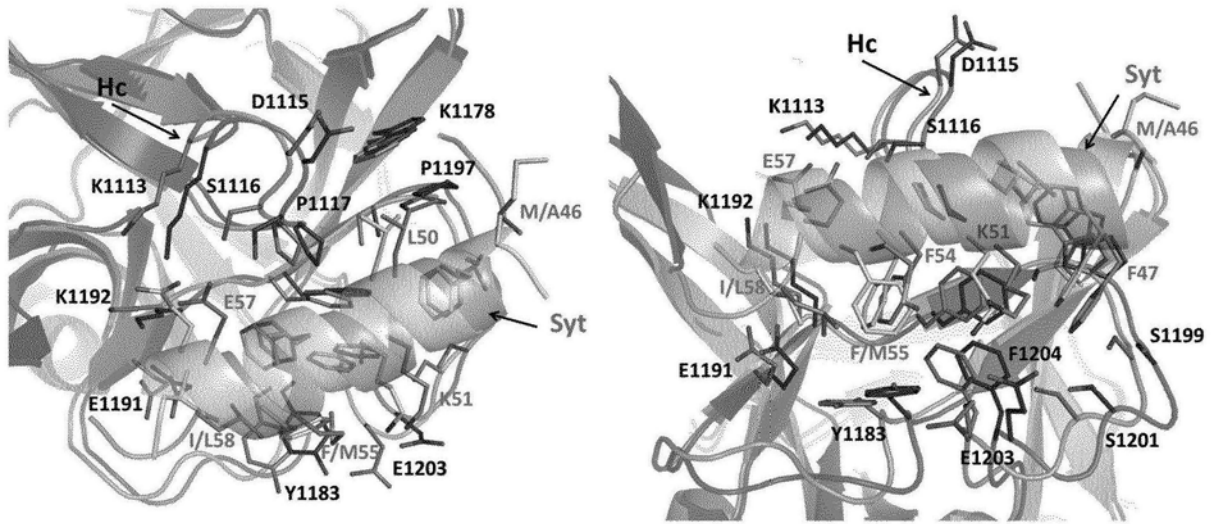 Hc
D1115
K1178
K1113
S1116
P1197
P1117
M/A46
L50
K1192
E57
Syt
E1191
K51
I/L58
F/M55
E1203
Y1183
Hc
D1115
Syt
K1113
S1116
M/A46
E57
K1192
K51
F54
F47
I/L58
S1199
F/M55
F1204
E1191
Y1183
S1201
E1203